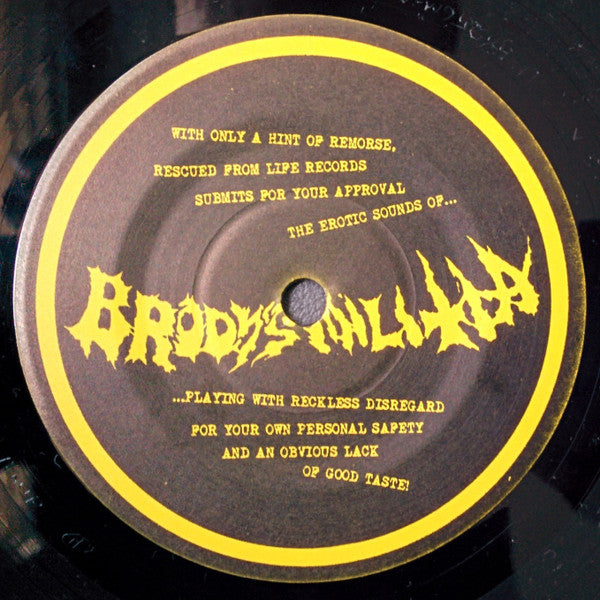 WITH ONLY A HINT OF REMORSE,
RESCUED FROM LIFE RECORDS
SUBMITS FOR YOUR APPROVAL
THE EROTIC SOUNDS OF...
BRODY'S MILITIA
...PLAYING WITH RECKLESS DISREGARD
FOR YOUR OWN PERSONAL SAFETY
AND AN OBVIOUS LACK
OF GOOD TASTE!